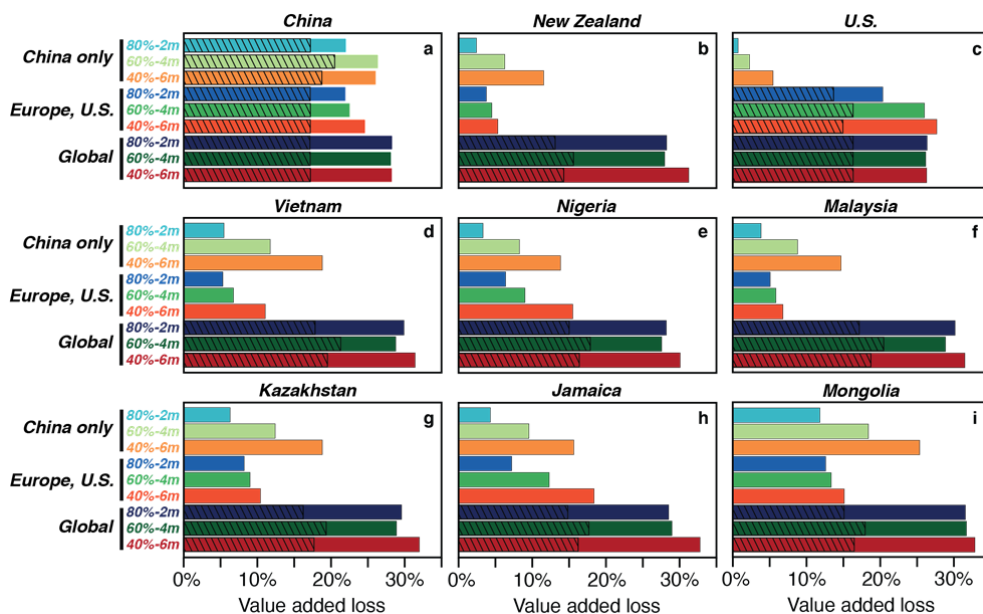 China New Zealand U.S.
China only 80%-2m a b c
60%-4m
40%-6m
Europe, U.S. 80%-2m
60%-4m
40%-6m
Global 80%-2m
60%-4m
40%-6m
Vietnam Nigeria Malaysia
China only 80%-2m d e f
60%-4m
40%-6m
Europe, U.S. 80%-2m
60%-4m
40%-6m
Global 80%-2m
60%-4m
40%-6m
Kazakhstan Jamaica Mongolia
China only 80%-2m g h i
60%-4m
40%-6m
Europe, U.S. 80%-2m
60%-4m
40%-6m
Global 80%-2m
60%-4m
40%-6m
0% 10% 20% 30% 0% 10% 20% 30% 0% 10% 20% 30%
Value added loss Value added loss Value added loss